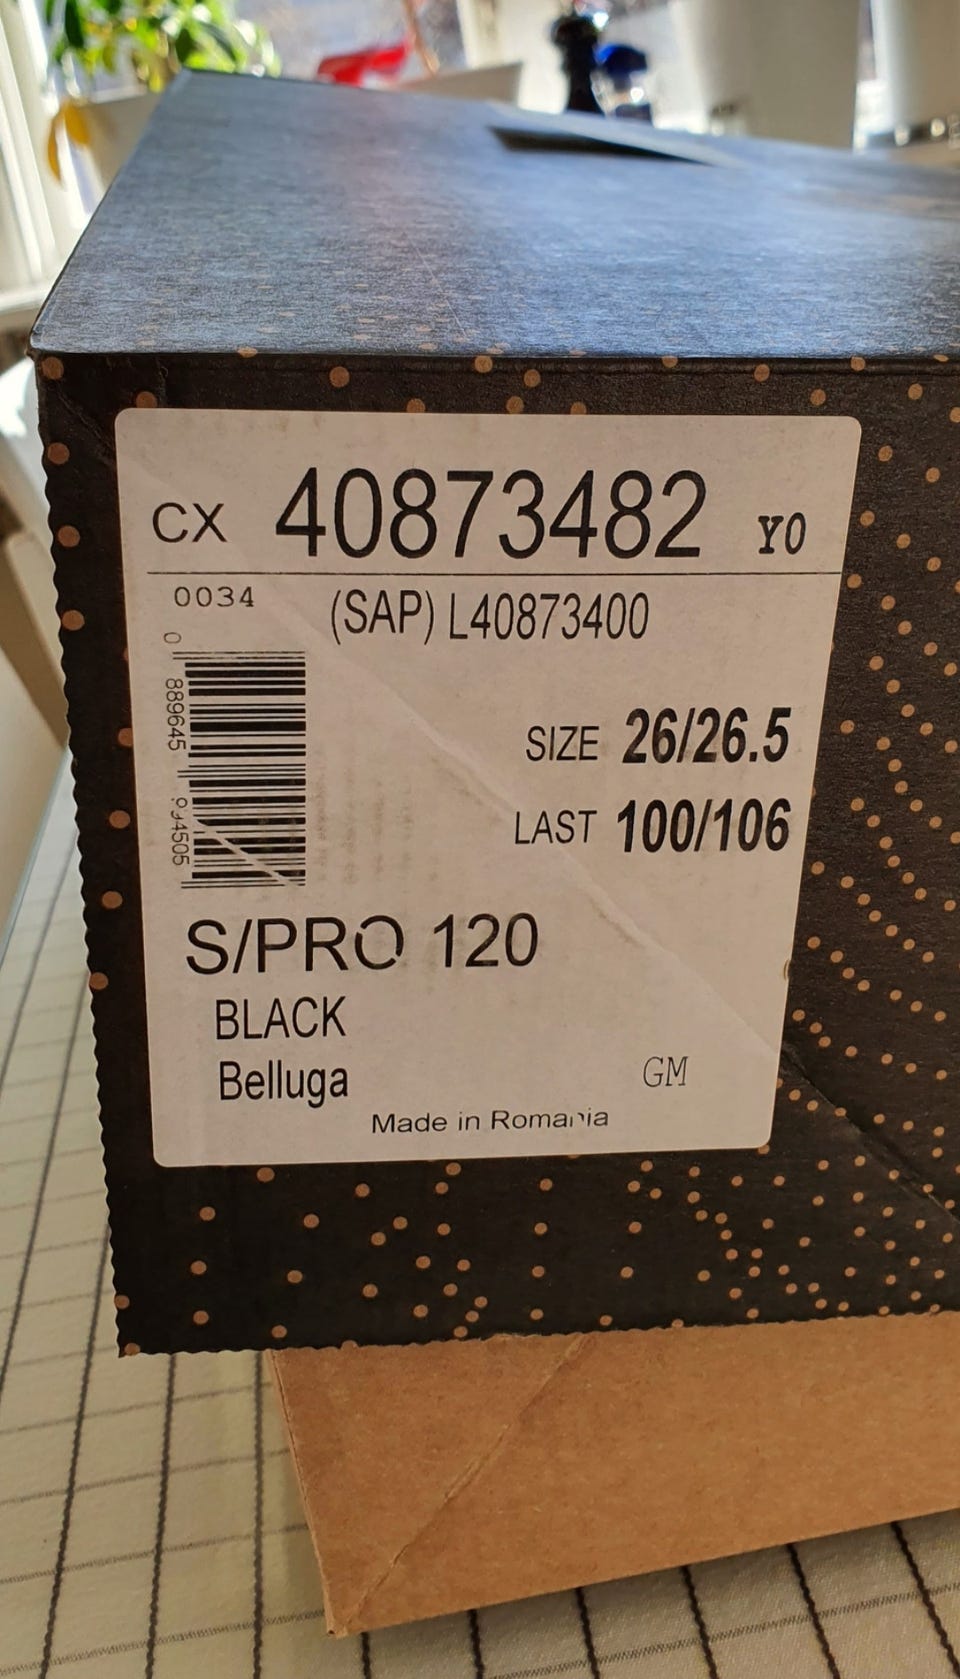 CX 40873482 Y0
0034 (SAP) L40873400
0 889645 994505
SIZE 26/26.5
LAST 100/106
S/PRO 120
BLACK
Belluga
GM
Made in Romania